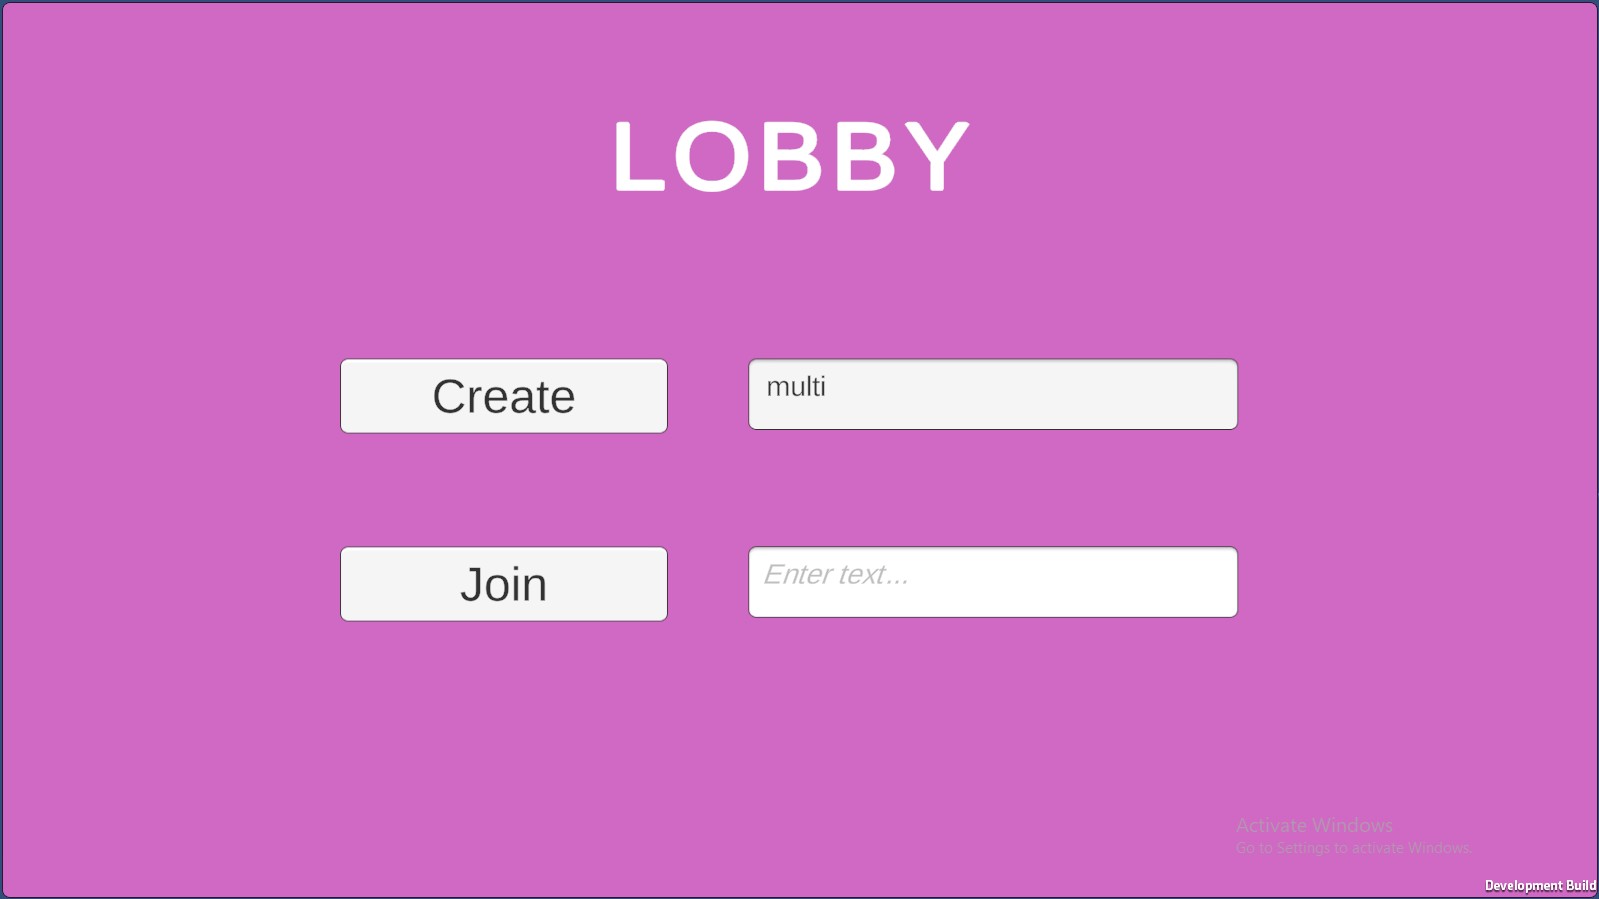 LOBBY
Create
multi
Join
Enter text...
Activate Windows
Go to Settings to activate Windows.
Development Build